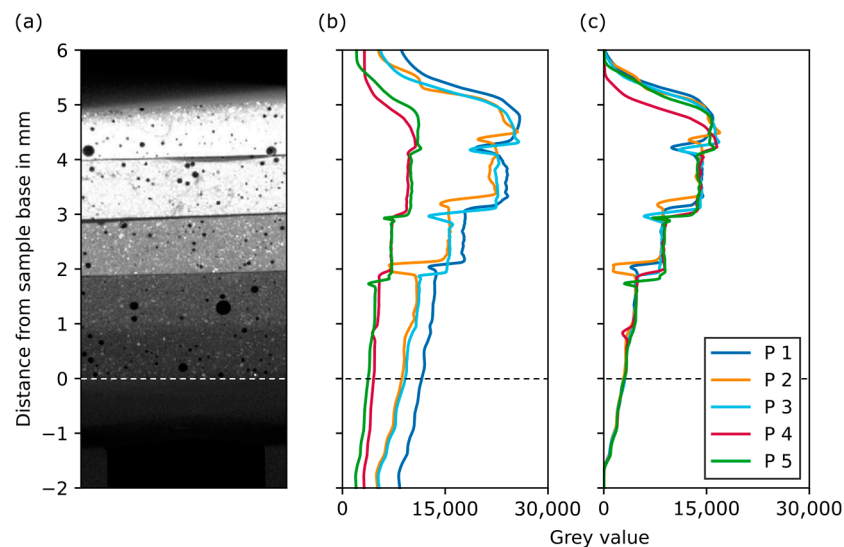 (a)
(b)
(c)
Distance from sample base in mm
6
5
4
3
2
1
0
−1
−2
0
15,000
30,000
0
15,000
30,000
Grey value
P 1
P 2
P 3
P 4
P 5